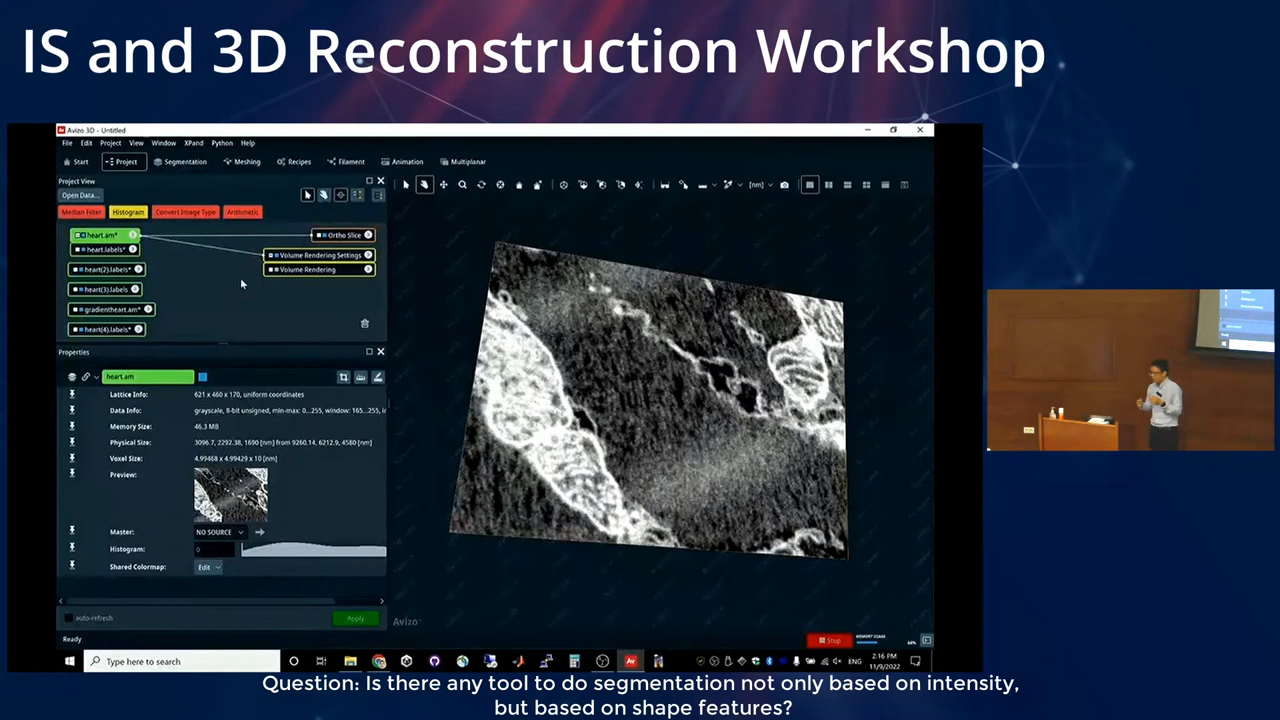 IS and 3D Reconstruction Workshop
Avizo 3D - Untitled
File Edit Project View Window XPand Python Help
Start Project Segmentation Meshing Recipes Filament Animation Multiplanar
Project View
Open Data...
Median Filter Histogram Convert Image Type Arithmetic
heart.am*
Ortho Slice
heart.labels*
Volume Rendering Settings
heart(2).labels*
Volume Rendering
heart(3).labels
gradientheart.am*
heart(4).labels*
[nm]
Properties
heart.am
Lattice Info: 621 x 460 x 170, uniform coordinates
Data Info: grayscale, 8-bit unsigned, min-max: 0...255, window: 165...255, i
Memory Size: 46.3 MB
Physical Size: 3096.7, 2292.38, 1690 [nm] from 9260.14, 6212.9, 4580 [nm]
Voxel Size: 4.99468 x 4.99429 x 10 [nm]
Preview:
Master: NO SOURCE
Histogram: 0
Shared Colormap: Edit
auto-refresh Apply
Avizo
Ready
Stop MEMORY USAGE
Type here to search
ENG
2:16 PM
11/9/2022
Question: Is there any tool to do segmentation not only based on intensity,
but based on shape features?